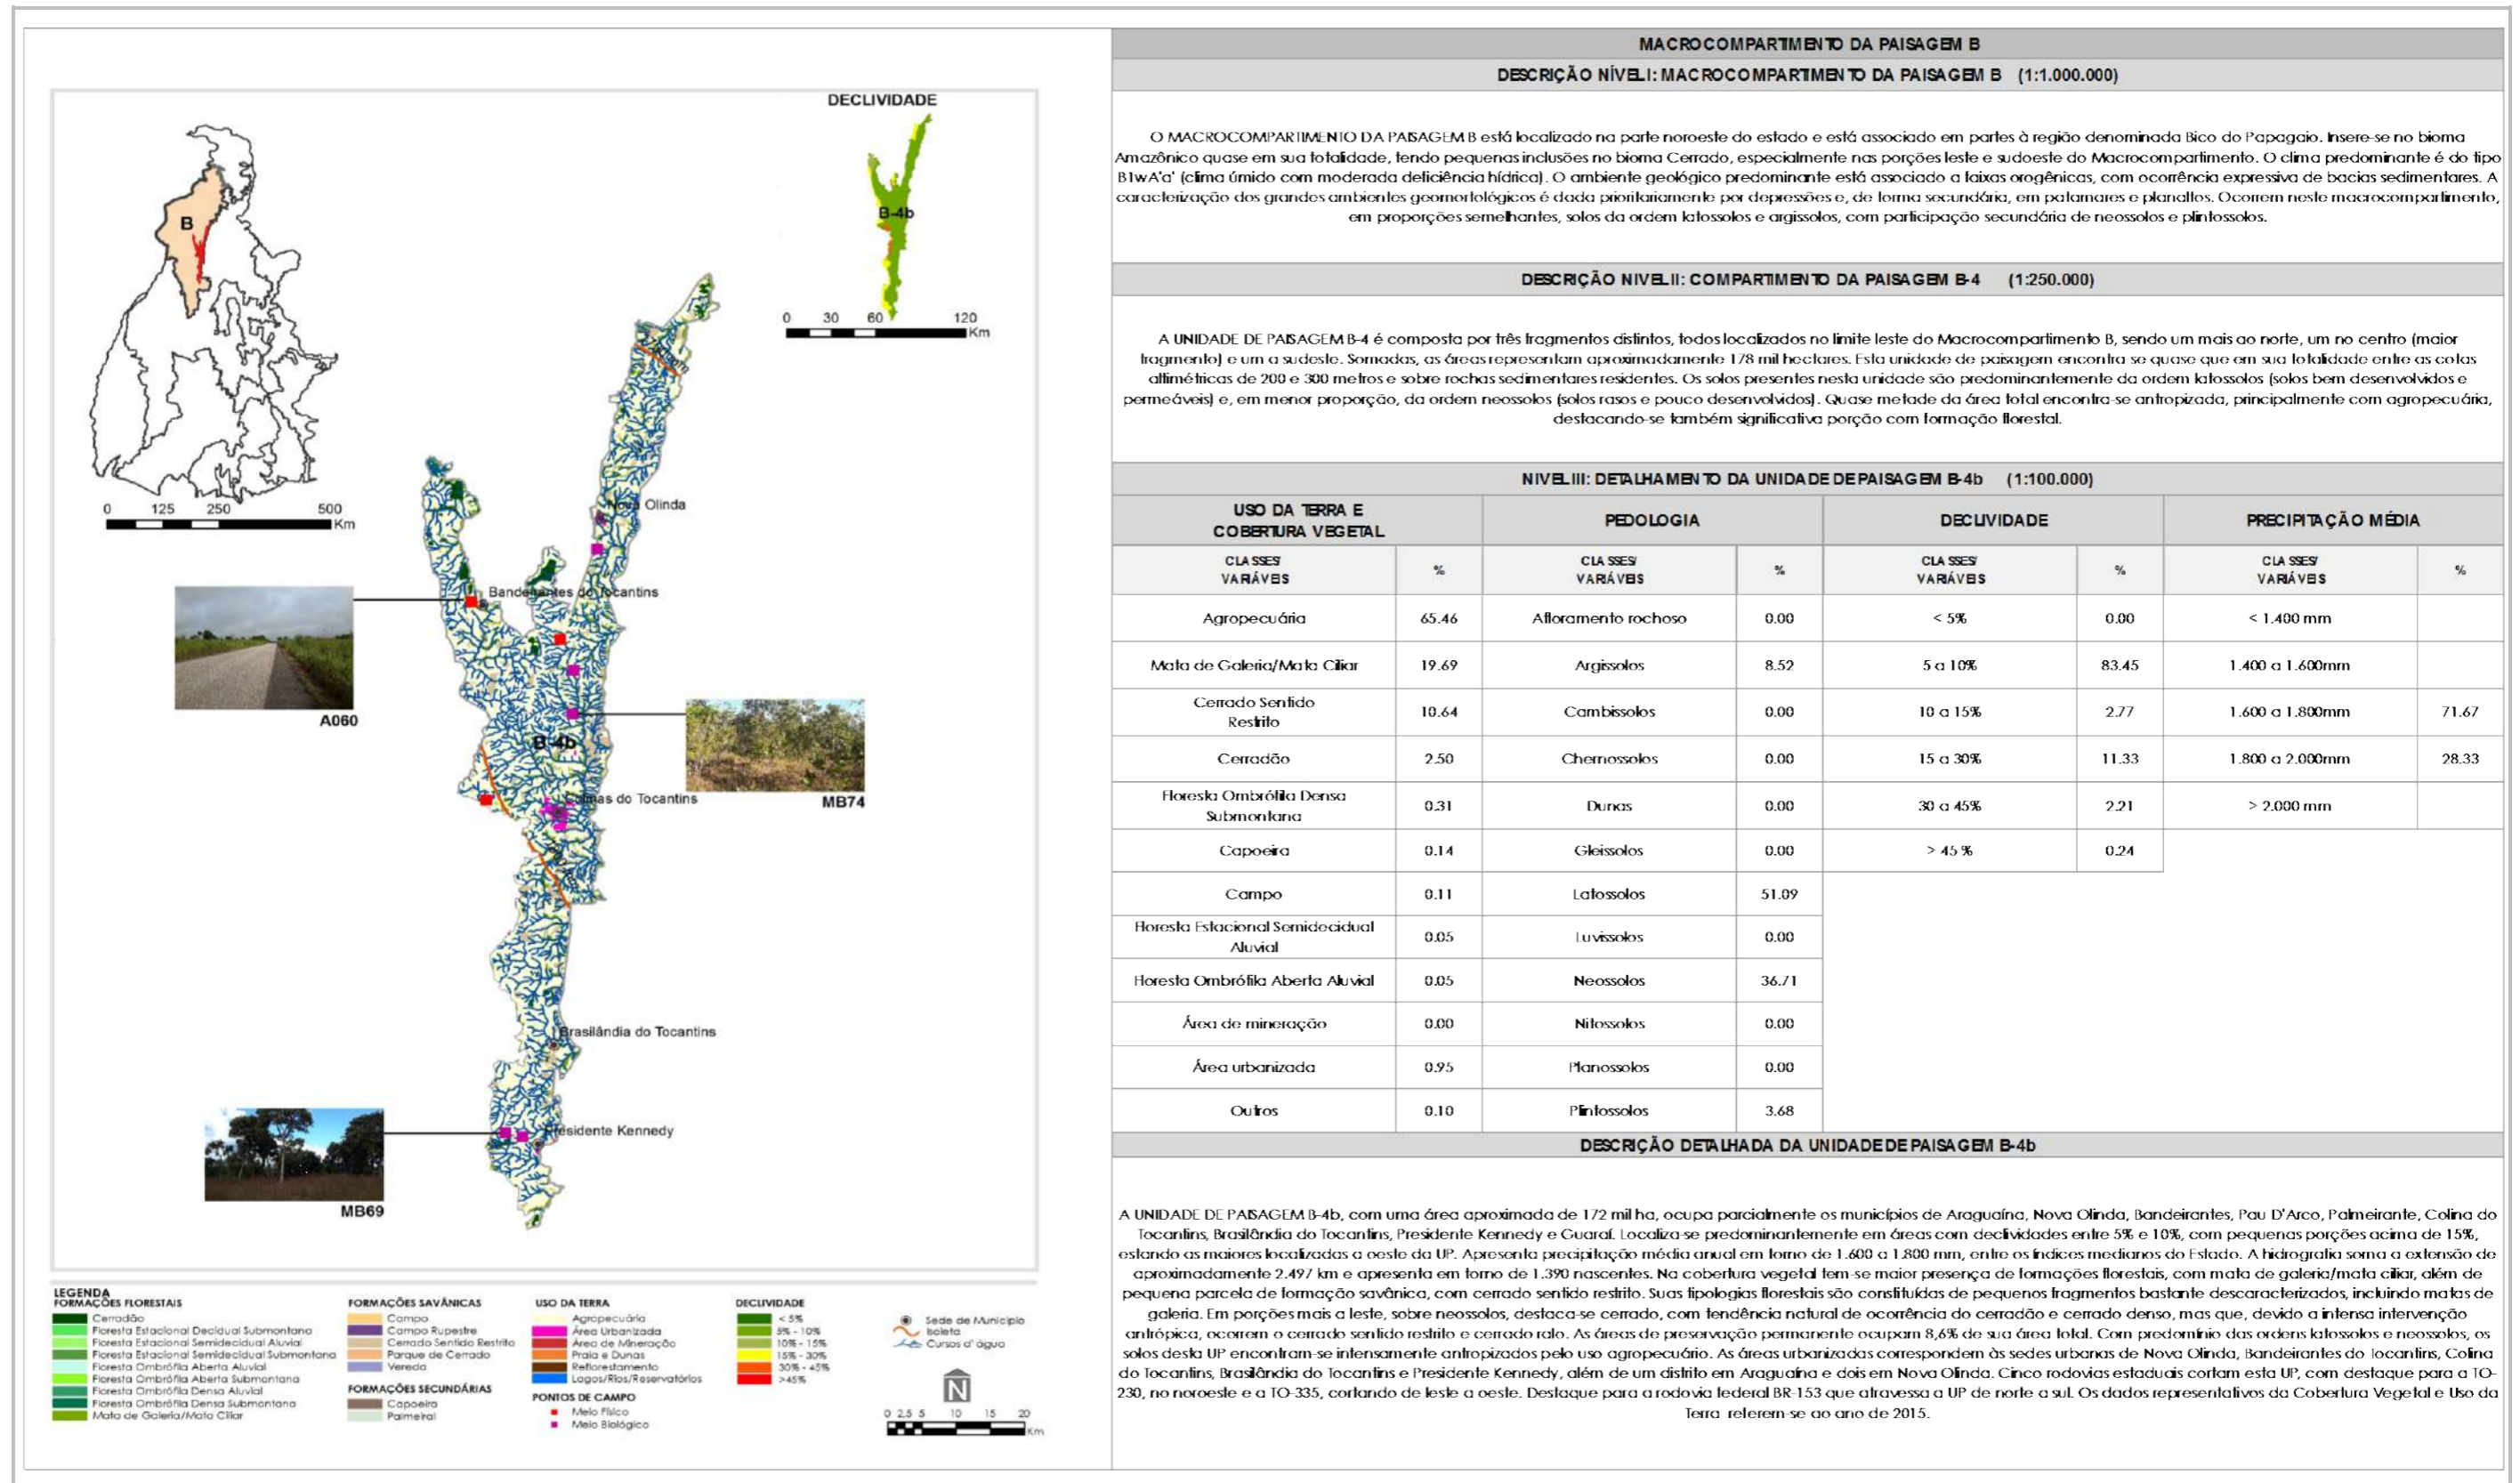 DECLIVIDADE
B
B-4b
0 30 60 120
Km
0 125 250 500
Km
Nova Olinda
Bandeirantes do Tocantins
A060
B-4b
MB74
Colinas do Tocantins
Brasilândia do Tocantins
Presidente Kennedy
MB69
LEGENDA
FORMAÇÕES FLORESTAIS
Cerradão
Floresta Estacional Decidual Submontana
Floresta Estacional Semidecidual Aluvial
Floresta Estacional Semidecidual Submontana
Floresta Ombrófila Aberta Aluvial
Floresta Ombrófila Aberta Submontana
Floresta Ombrófila Densa Aluvial
Floresta Ombrófila Densa Submontana
Mata de Galeria/Mata Ciliar
FORMAÇÕES SAVÂNICAS
Campo
Campo Rupestre
Cerrado Sentido Restrito
Parque de Cerrado
Vereda
FORMAÇÕES SECUNDÁRIAS
Capoeira
Palmeiral
USO DA TERRA
Agropecuária
Área Urbanizada
Área de Mineração
Praia e Dunas
Reflorestamento
Lagos/Rios/Reservatórios
PONTOS DE CAMPO
Meio Físico
Meio Biológico
DECLIVIDADE
< 5%
5% - 10%
10% - 15%
15% - 30%
30% - 45%
>45%
Sede de Município
Isoieta
Cursos d'água
N
0 2,5 5 10 15 20
Km
MACROCOMPARTIMENTO DA PAISAGEM B
DESCRIÇÃO NÍVEL I: MACROCOMPARTIMENTO DA PAISAGEM B (1:1.000.000)
O MACROCOMPARTIMENTO DA PAISAGEM B está localizado na parte noroeste do estado e está associado em partes à região denominada Bico do Papagaio. Insere-se no bioma
Amazônico quase em sua totalidade, tendo pequenas inclusões no bioma Cerrado, especialmente nas porções leste e sudoeste do Macrocompartimento. O clima predominante é do tipo
B1wA'a' (clima úmido com moderada deficiência hídrica). O ambiente geológico predominante está associado a faixas orogênicas, com ocorrência expressiva de bacias sedimentares. A
caracterização dos grandes ambientes geomorfológicos é dada prioritariamente por depressões e, de forma secundária, em patamares e planaltos. Ocorrem neste macrocompartimento,
em proporções semelhantes, solos da ordem latossolos e argissolos, com participação secundária de neossolos e plintossolos.
DESCRIÇÃO NIVEL II: COMPARTIMENTO DA PAISAGEM B-4 (1:250.000)
A UNIDADE DE PAISAGEM B-4 é composta por três fragmentos distintos, todos localizados no limite leste do Macrocompartimento B, sendo um mais ao norte, um no centro (maior
fragmento) e um a sudeste. Somadas, as áreas representam aproximadamente 178 mil hectares. Esta unidade de paisagem encontra se quase que em sua totalidade entre as cotas
altimétricas de 200 e 300 metros e sobre rochas sedimentares residentes. Os solos presentes nesta unidade são predominantemente da ordem latossolos (solos bem desenvolvidos e
permeáveis) e, em menor proporção, da ordem neossolos (solos rasos e pouco desenvolvidos). Quase metade da área total encontra-se antropizada, principalmente com agropecuária,
destacando-se também significativa porção com formação florestal.
NIVEL III: DETALHAMENTO DA UNIDADE DE PAISAGEM B-4b (1:100.000)
USO DA TERRA E COBERTURA VEGETAL PEDOLOGIA DECLIVIDADE PRECIPITAÇÃO MÉDIA
CLASSES/VARIÁVEIS % CLASSES/VARIÁVEIS % CLASSES/VARIÁVEIS % CLASSES/VARIÁVEIS %
Agropecuária 65.46 Afloramento rochoso 0.00 < 5% 0.00 < 1.400 mm
Mata de Galeria/Mata Ciliar 19.69 Argissolos 8.52 5 a 10% 83.45 1.400 a 1.600mm
Cerrado Sentido Restrito 10.64 Cambissolos 0.00 10 a 15% 2.77 1.600 a 1.800mm 71.67
Cerradão 2.50 Chernossolos 0.00 15 a 30% 11.33 1.800 a 2.000mm 28.33
Floresta Ombrófila Densa Submontana 0.31 Dunas 0.00 30 a 45% 2.21 > 2.000 mm
Capoeira 0.14 Gleissolos 0.00 > 45 % 0.24
Campo 0.11 Latossolos 51.09
Floresta Estacional Semidecidual Aluvial 0.05 Luvissolos 0.00
Floresta Ombrófila Aberta Aluvial 0.05 Neossolos 36.71
Área de mineração 0.00 Nitossolos 0.00
Área urbanizada 0.95 Planossolos 0.00
Outros 0.10 Plintossolos 3.68
DESCRIÇÃO DETALHADA DA UNIDADE DE PAISAGEM B-4b
A UNIDADE DE PAISAGEM B-4b, com uma área aproximada de 172 mil ha, ocupa parcialmente os municípios de Araguaína, Nova Olinda, Bandeirantes, Pau D'Arco, Palmeirante, Colina do
Tocantins, Brasilândia do Tocantins, Presidente Kennedy e Guaraí. Localiza-se predominantemente em áreas com declividades entre 5% e 10%, com pequenas porções acima de 15%,
estando as maiores localizadas a oeste da UP. Apresenta precipitação média anual em torno de 1.600 a 1.800 mm, entre os índices medianos do Estado. A hidrografia soma a extensão de
aproximadamente 2.497 km e apresenta em torno de 1.390 nascentes. Na cobertura vegetal tem-se maior presença de formações florestais, com mata de galeria/mata ciliar, além de
pequena parcela de formação savânica, com cerrado sentido restrito. Suas tipologias florestais são constituídas de pequenos fragmentos bastante descaracterizados, incluindo matas de
galeria. Em porções mais a leste, sobre neossolos, destaca-se cerrado, com tendência natural de ocorrência do cerradão e cerrado denso, mas que, devido a intensa intervenção
antrópica, ocorrem o cerrado sentido restrito e cerrado ralo. As áreas de preservação permanente ocupam 8,6% de sua área total. Com predomínio das ordens latossolos e neossolos, os
solos desta UP encontram-se intensamente antropizados pelo uso agropecuário. As áreas urbanizadas correspondem às sedes urbanas de Nova Olinda, Bandeirantes do Tocantins, Colina
do Tocantins, Brasilândia do Tocantins e Presidente Kennedy, além de um distrito em Araguaína e dois em Nova Olinda. Cinco rodovias estaduais cortam esta UP, com destaque para a TO-
230, no noroeste e a TO-335, cortando de leste a oeste. Destaque para a rodovia federal BR-153 que atravessa a UP de norte a sul. Os dados representativos da Cobertura Vegetal e Uso da
Terra referem-se ao ano de 2015.